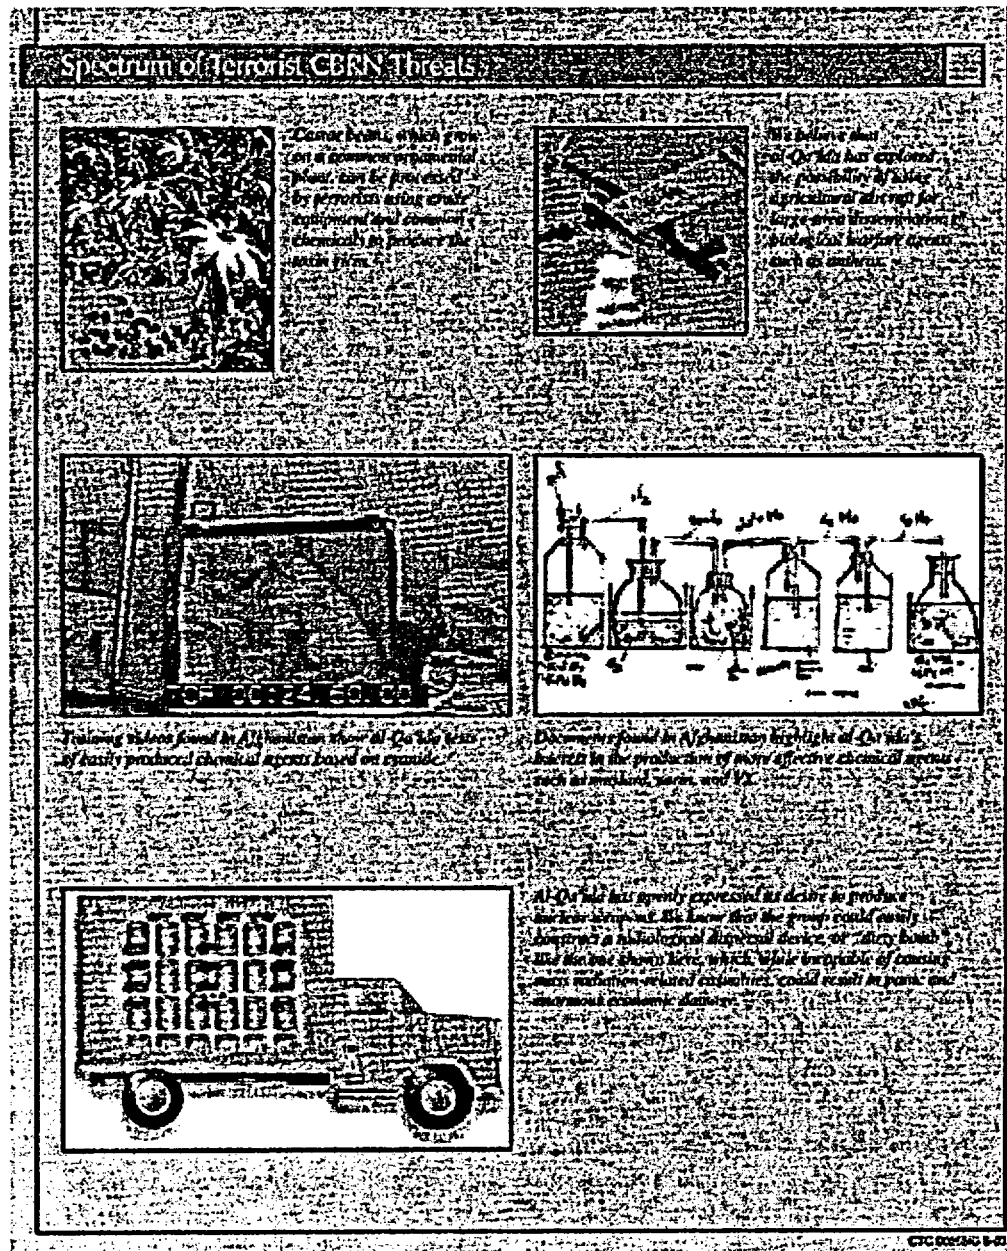 Spectrum of Terrorist CBRN Threats
Castor beans, which grow
on a common ornamental
plant, can be processed
by terrorists using crude
equipment and common
chemicals to produce the
toxin ricin.
We believe that
al-Qa'ida has explored
the possibility of using
agricultural aircraft for
large-area dissemination of
biological warfare agents
such as anthrax.
Training videos found in Afghanistan show al-Qa'ida tests
of easily produced chemical agents based on cyanide.
Documents found in Afghanistan highlight al-Qa'ida's
interest in the production of more effective chemical agents
such as mustard, sarin, and VX.
Al-Qa'ida has openly expressed its desire to produce
nuclear weapons. We know that the group could easily
construct a radiological dispersal device, or "dirty bomb"
like the one shown here, which, while incapable of causing
mass radiation-related casualties, could result in panic and
enormous economic damage.